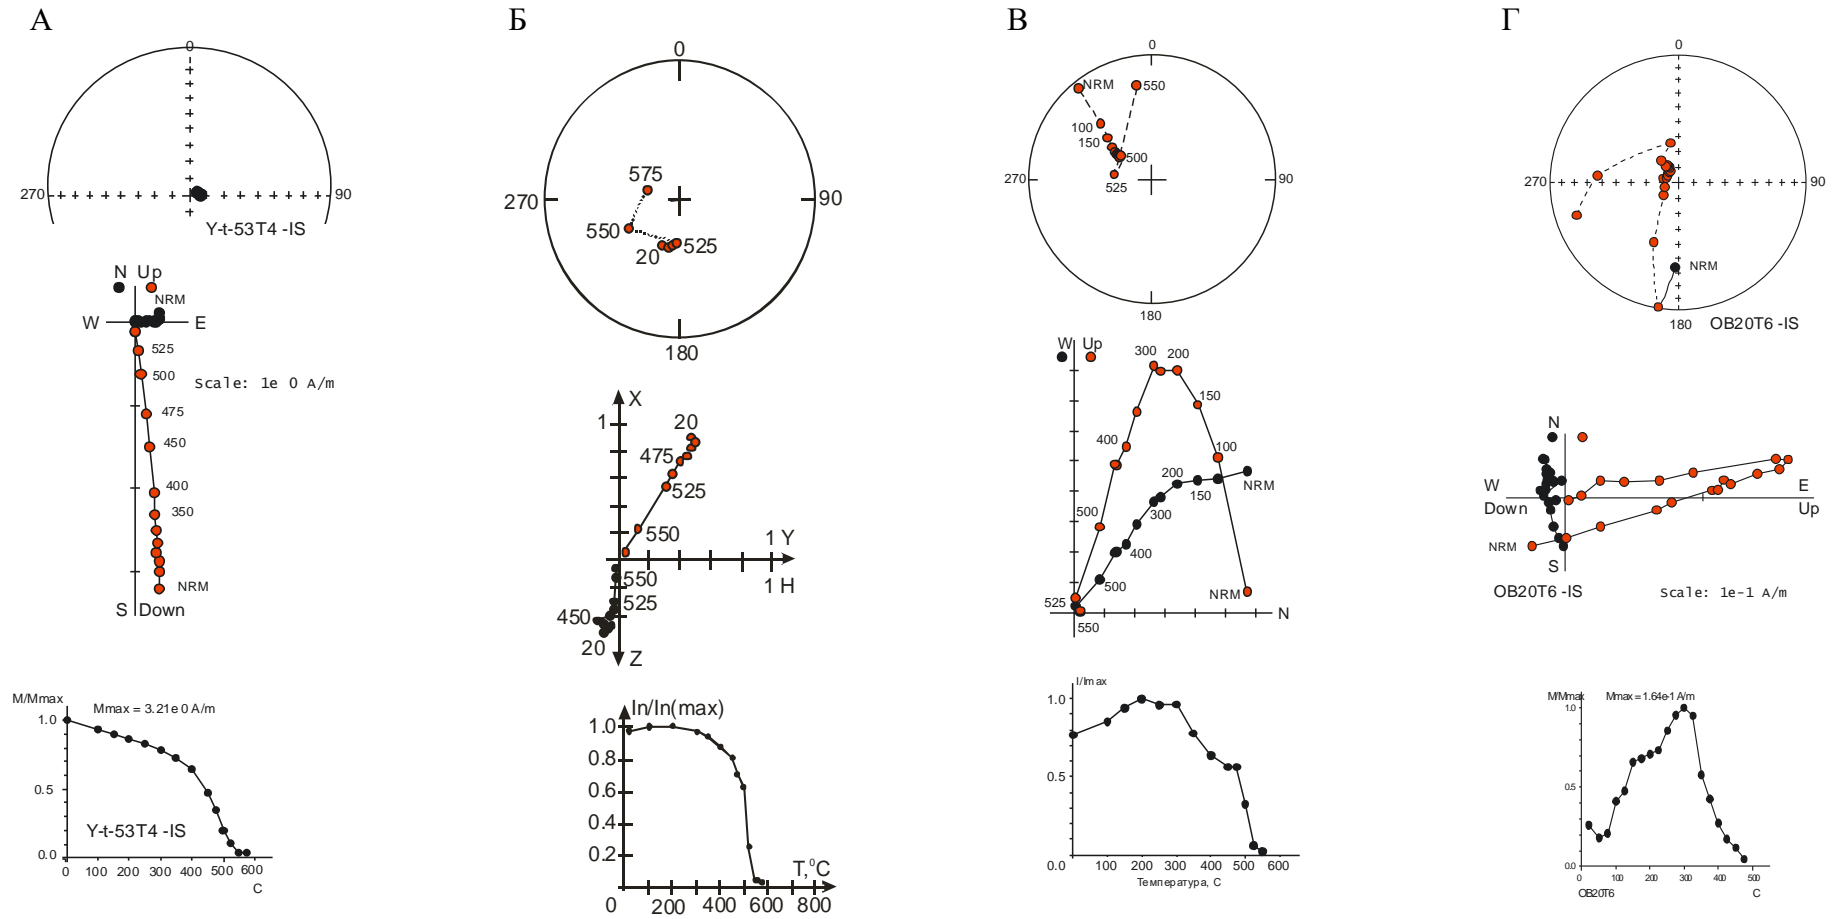 А
0
270
90
Y-t-53T4 -IS
N Up
NRM
W E
525
500
Scale: 1e 0 A/m
475
450
400
350
NRM
S Down
M/Mmax
Mmax = 3.21e 0 A/m
1.0
0.5
Y-t-53T4 -IS
0.0
0 100 200 300 400 500 600
C
Б
0
575
270
90
550
20
525
180
X
1
20
475
525
550
1 Y
1 H
550
525
450
20
Z
In/In(max)
1.0
0.8
0.6
0.4
0.2
T,⁰C
0 200 400 600 800
В
0
NRM
550
100
150
500
270
90
525
180
W Up
300 200
150
400
100
200
150
NRM
500
300
400
500
NRM
525
N
550
I/Imax
1.0
0.5
0.0
100 200 300 400 500 600
Температура, С
Г
0
270
90
NRM
180
OB20T6 -IS
N
W
E
Down
Up
NRM
S
OB20T6 -IS
Scale: 1e-1 A/m
M/Mmax
Mmax = 1.64e-1 A/m
1.0
0.5
0.0
0 100 200 300 400 500
OB20T6
C